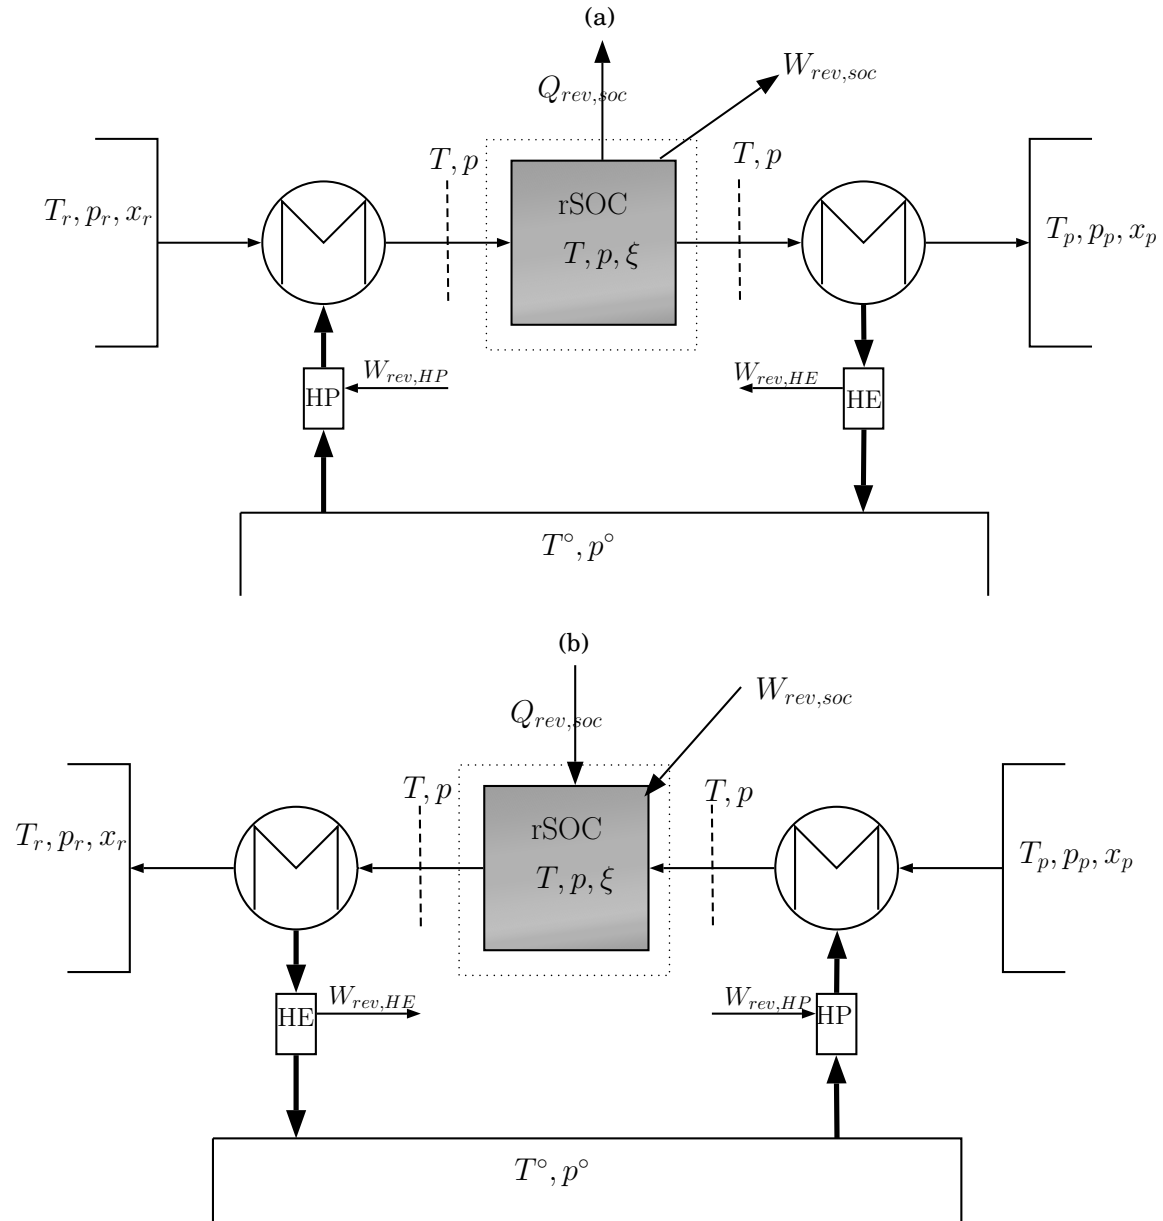 (a)
W_{rev,soc}
Q_{rev,soc}
T, p
T, p
T_r, p_r, x_r
rSOC
T, p, ξ
T_p, p_p, x_p
W_{rev,HP}
W_{rev,HE}
HP
HE
T°, p°
(b)
W_{rev,soc}
Q_{rev,soc}
T, p
T, p
T_r, p_r, x_r
rSOC
T, p, ξ
T_p, p_p, x_p
W_{rev,HE}
W_{rev,HP}
HE
HP
T°, p°